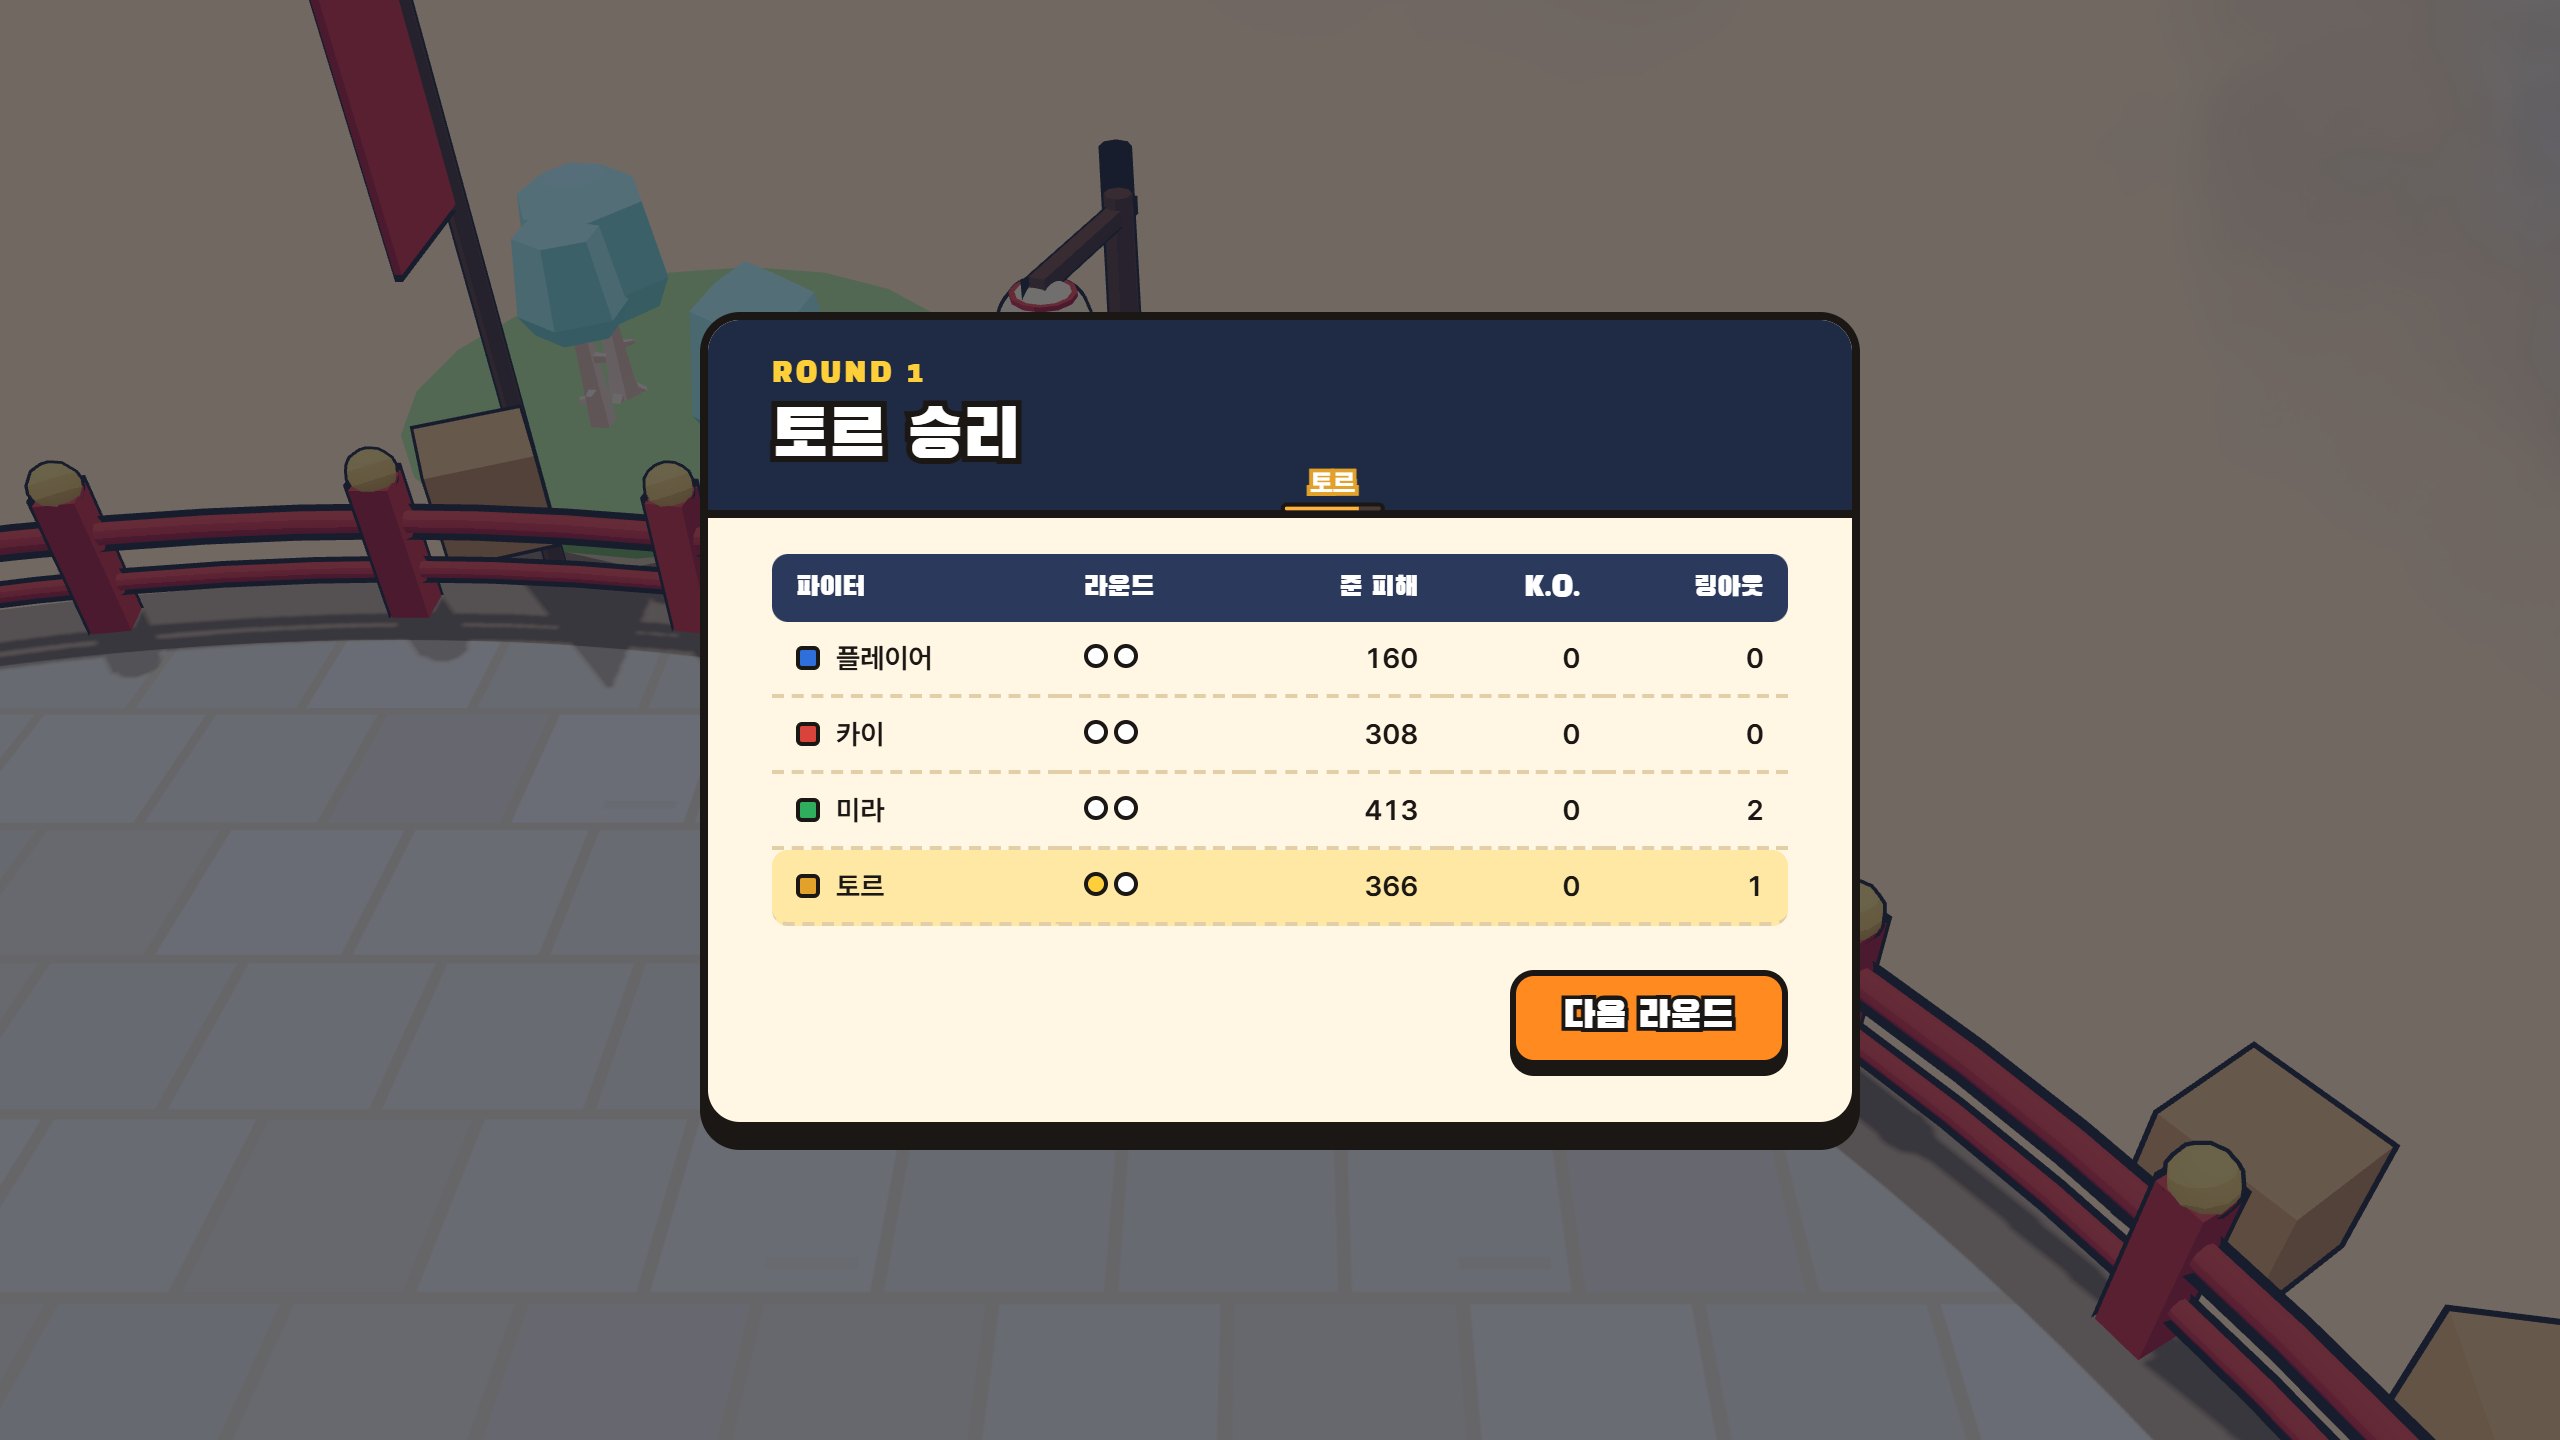 ROUND 1
토르 승리
토르
파이터 라운드 준 피해 K.O. 링아웃
플레이어 160 0 0
카이 308 0 0
미라 413 0 2
토르 366 0 1
다음 라운드